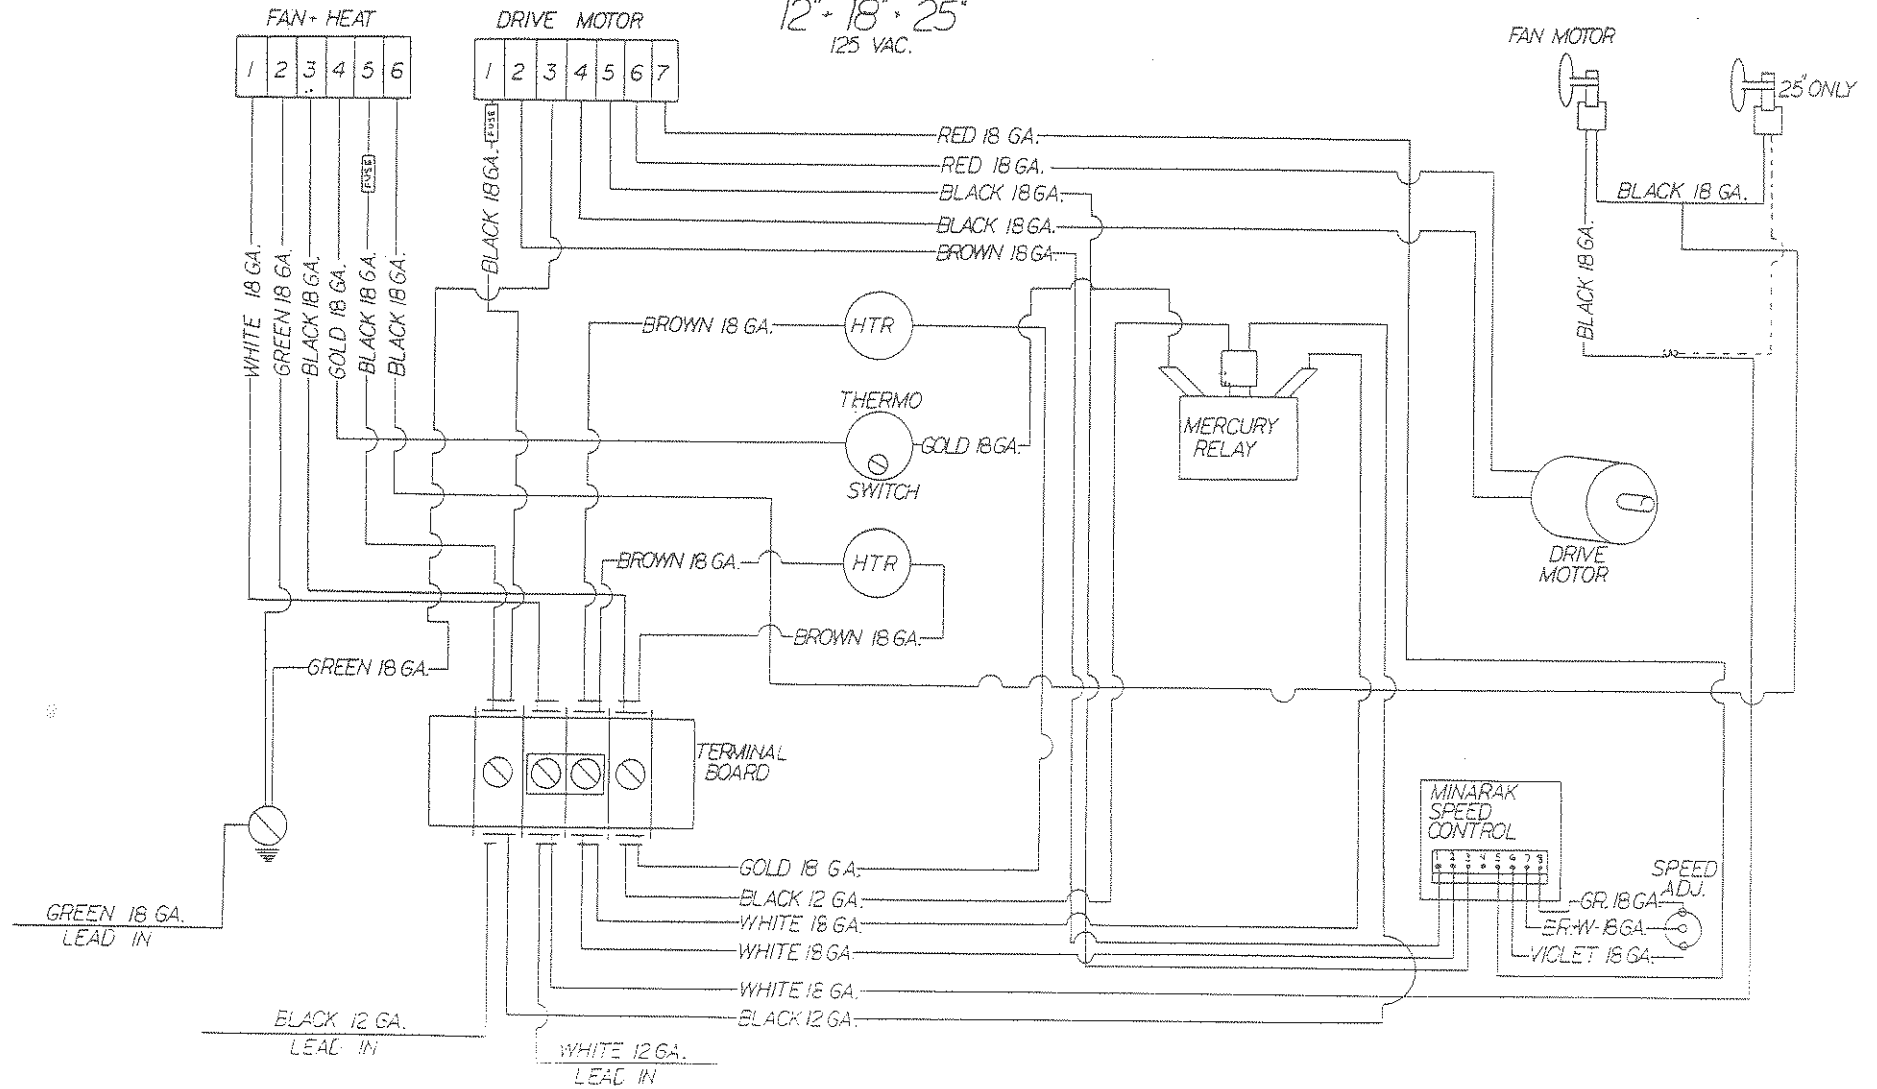 FAN + HEAT
DRIVE MOTOR
12" - 18" - 25"
125 VAC.
FAN MOTOR
25" ONLY
1 2 3 4 5 6
1 2 3 4 5 6 7
FUSE
FUSE
RED 18 GA.
RED 18 GA.
BLACK 18 GA.
BLACK 18 GA.
BROWN 18 GA.
BLACK 18 GA.
BLACK 18 GA.
BLACK 18 GA.
WHITE 18 GA.
GREEN 18 GA.
BLACK 18 GA.
GOLD 18 GA.
BLACK 18 GA.
BLACK 18 GA.
BROWN 18 GA.
HTR
THERMO
SWITCH
GOLD 18 GA.
MERCURY
RELAY
BROWN 18 GA.
HTR
BROWN 18 GA.
DRIVE
MOTOR
GREEN 18 GA.
TERMINAL
BOARD
MINARAK
SPEED
CONTROL
1 2 3 4 5 6 7 8
SPEED
ADJ.
GR. 18 GA.
BR.-W-18 GA.
VIOLET 18 GA.
GOLD 18 GA.
BLACK 12 GA.
WHITE 18 GA.
WHITE 18 GA.
WHITE 18 GA.
BLACK 12 GA.
GREEN 18 GA.
LEAD IN
BLACK 12 GA.
LEAD IN
WHITE 12 GA.
LEAD IN